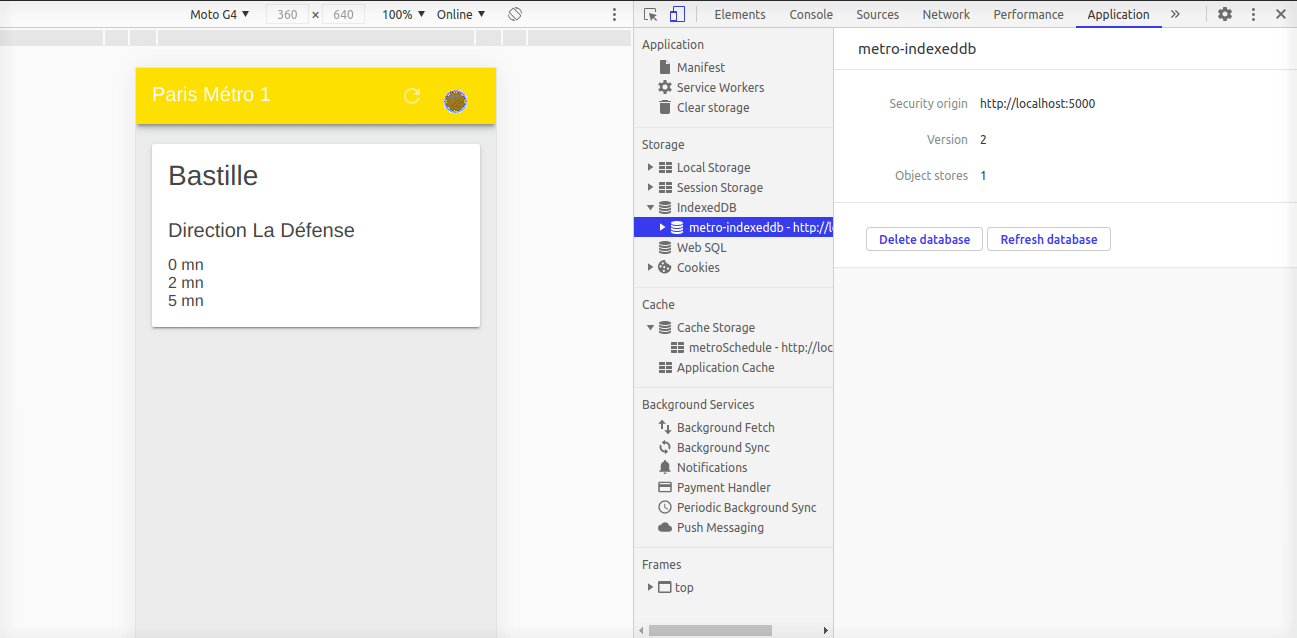 Moto G4 ▼ 360 × 640 100% ▼ Online ▼
Elements Console Sources Network Performance Application »
Paris Métro 1
Bastille
Direction La Défense
0 mn
2 mn
5 mn
Application
Manifest
Service Workers
Clear storage
Storage
Local Storage
Session Storage
IndexedDB
metro-indexeddb - http://l
Web SQL
Cookies
Cache
Cache Storage
metroSchedule - http://loc
Application Cache
Background Services
Background Fetch
Background Sync
Notifications
Payment Handler
Periodic Background Sync
Push Messaging
Frames
top
metro-indexeddb
Security origin http://localhost:5000
Version 2
Object stores 1
Delete database Refresh database